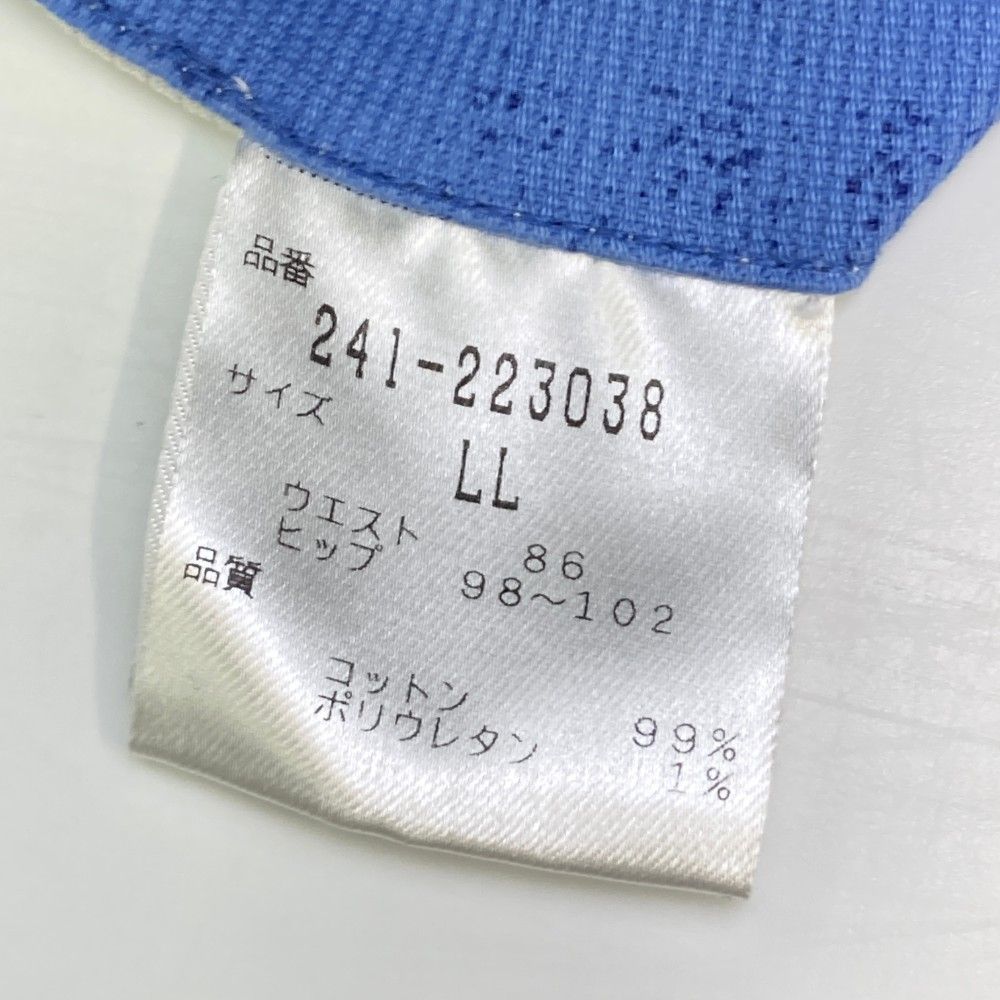 品番
241-223038
サイズ
LL
ウエスト 86
ヒップ 98～102
品質
コットン 99%
ポリウレタン 1%